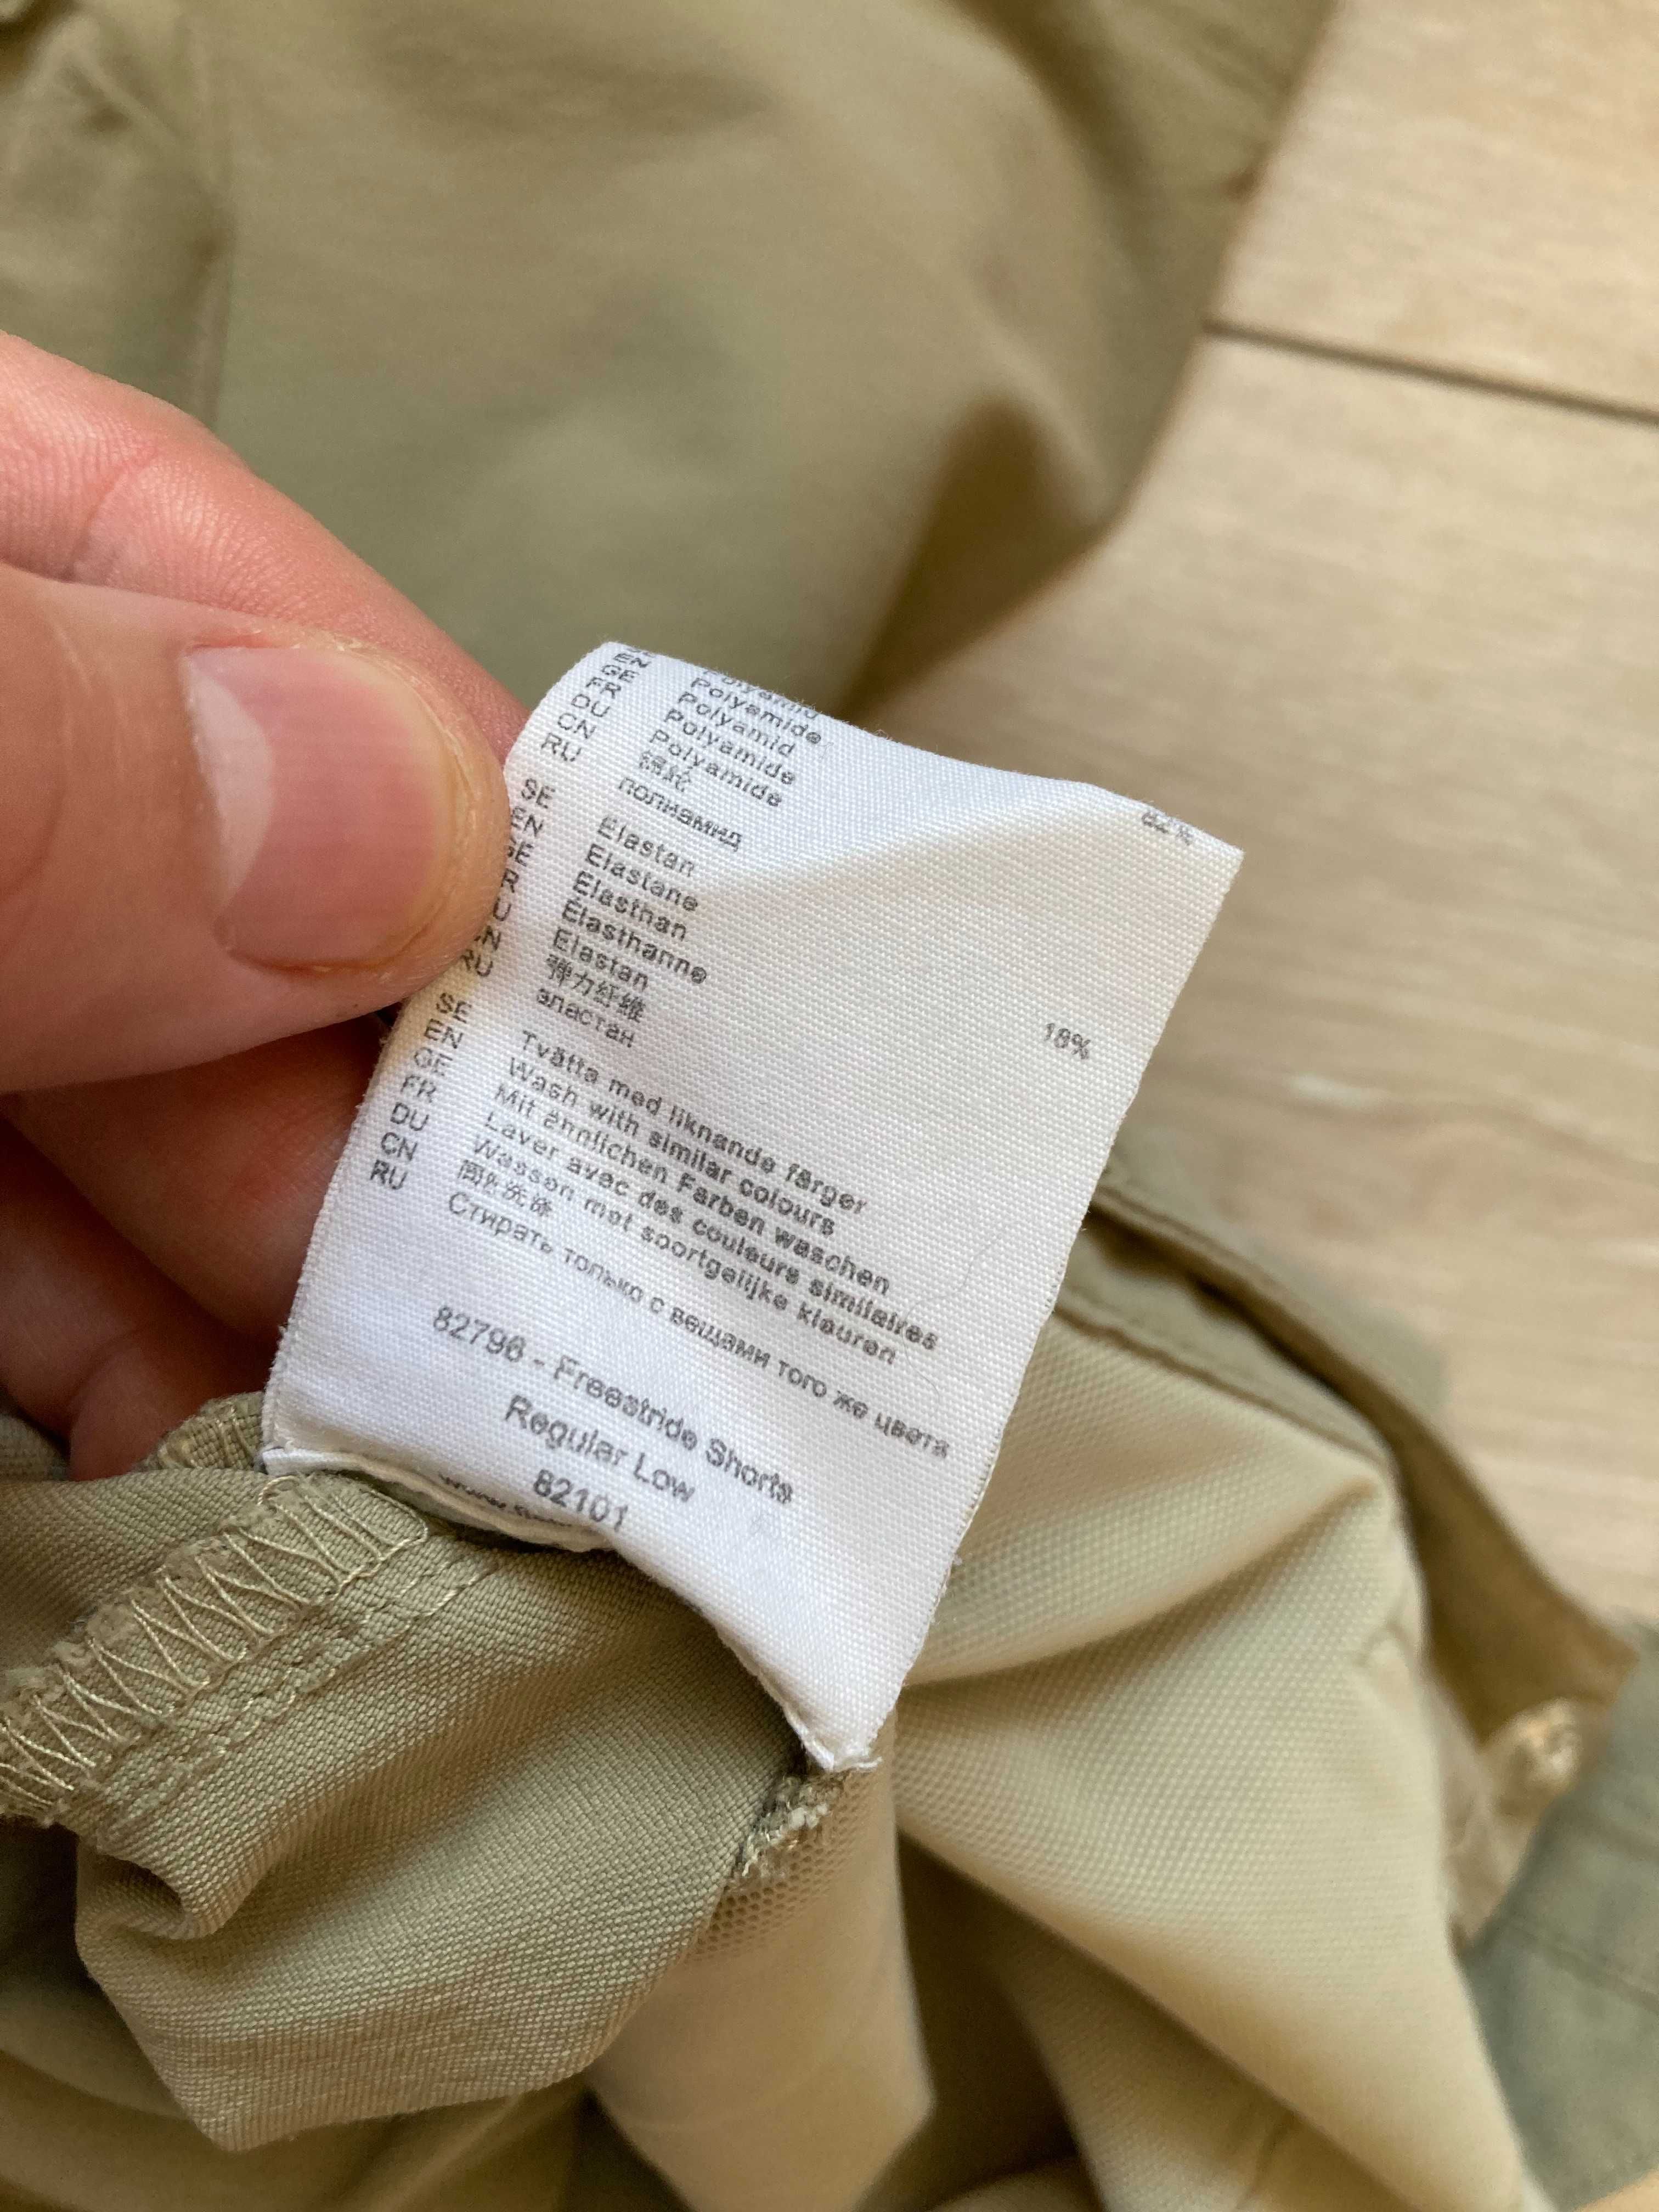 EN
GE Polyamide
FR Polyamid
DU Polyamide
CN Polyamide
RU 锦纶
полиамид 82%
SE Elastan
EN Elastane
GE Elasthan
FR Élasthanne
DU Elastan
CN 弹力纤维
RU эластан 18%
SE Tvätta med liknande färger
EN Wash with similar colours
GE Mit ännlichen Farben waschen
FR Laver avec des couleurs similaires
DU Wassen met sportgelijke kleuren
CN 同色洗涤
RU Стирать только с вещами того же цвета
82796 - Freestride Shorts
Regular Low
82101